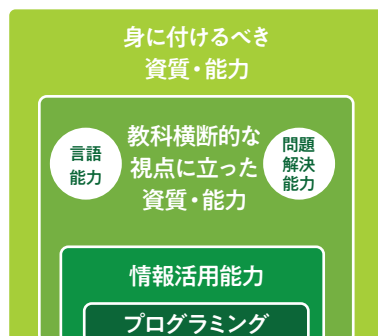 身に付けるべき
資質・能力
教科横断的な
視点に立った
資質・能力
言語
能力
問題
解決
能力
情報活用能力
プログラミング